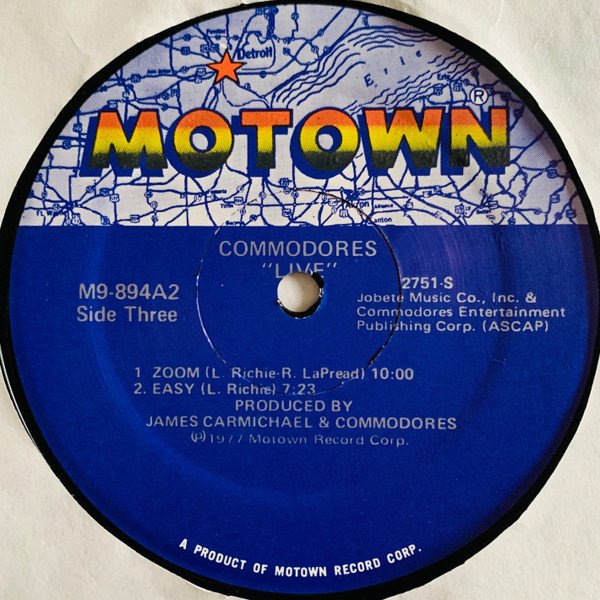 Detroit
Erie
MOTOWN®
COMMODORES
"LIVE"
M9-894A2
Side Three
2751-S
Jobete Music Co., Inc. &
Commodores Entertainment
Publishing Corp. (ASCAP)
1. ZOOM (L. Richie-R. LaPread) 10:00
2. EASY (L. Richie) 7:23
PRODUCED BY
JAMES CARMICHAEL & COMMODORES
℗1977 Motown Record Corp.
A PRODUCT OF MOTOWN RECORD CORP.